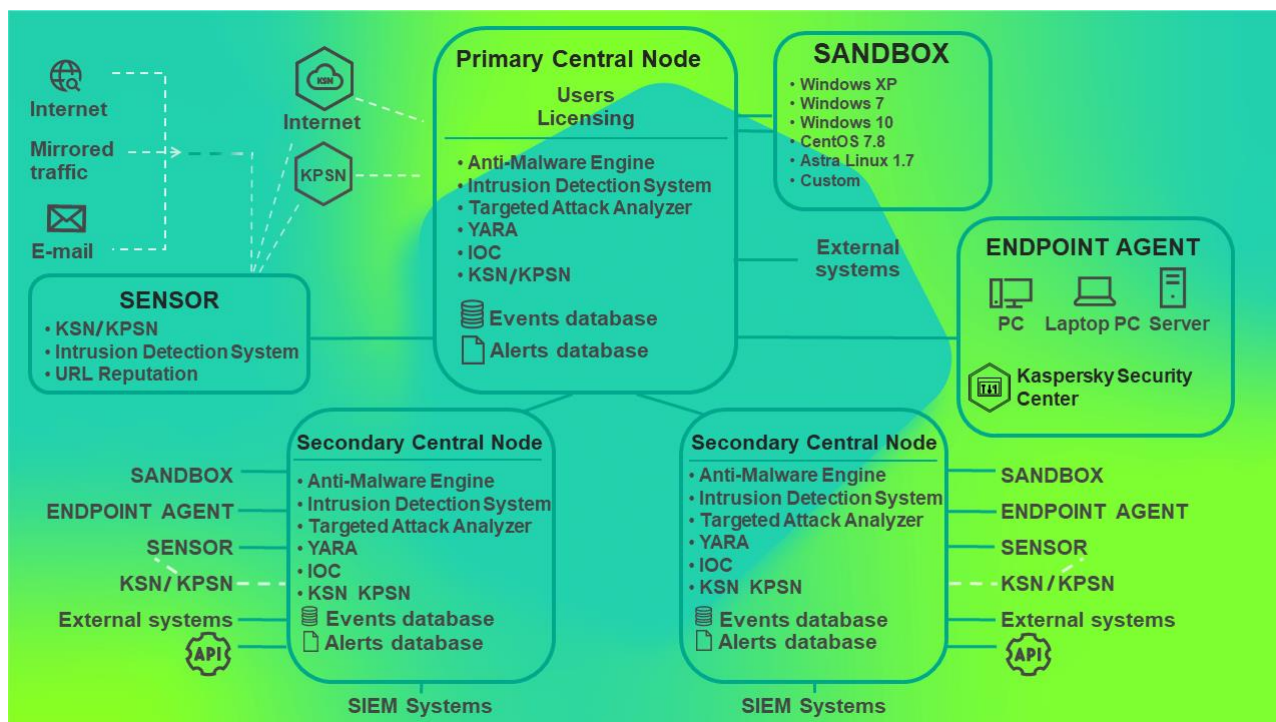 Internet
Mirrored
traffic
E-mail
KSN
Internet
KPSN
Primary Central Node
Users
Licensing
• Anti-Malware Engine
• Intrusion Detection System
• Targeted Attack Analyzer
• YARA
• IOC
• KSN/KPSN
Events database
Alerts database
SANDBOX
• Windows XP
• Windows 7
• Windows 10
• CentOS 7.8
• Astra Linux 1.7
• Custom
External
systems
ENDPOINT AGENT
PC
Laptop PC
Server
Kaspersky Security
Center
SENSOR
• KSN/KPSN
• Intrusion Detection System
• URL Reputation
SANDBOX
ENDPOINT AGENT
SENSOR
KSN/ KPSN
External systems
API
Secondary Central Node
• Anti-Malware Engine
• Intrusion Detection System
• Targeted Attack Analyzer
• YARA
• IOC
• KSN KPSN
Events database
Alerts database
SIEM Systems
Secondary Central Node
• Anti-Malware Engine
• Intrusion Detection System
• Targeted Attack Analyzer
• YARA
• IOC
• KSN KPSN
Events database
Alerts database
SIEM Systems
SANDBOX
ENDPOINT AGENT
SENSOR
KSN/KPSN
External systems
API